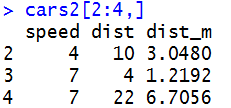 > cars2[2:4,]
  speed dist dist_m
2     4   10 3.0480
3     7    4 1.2192
4     7   22 6.7056